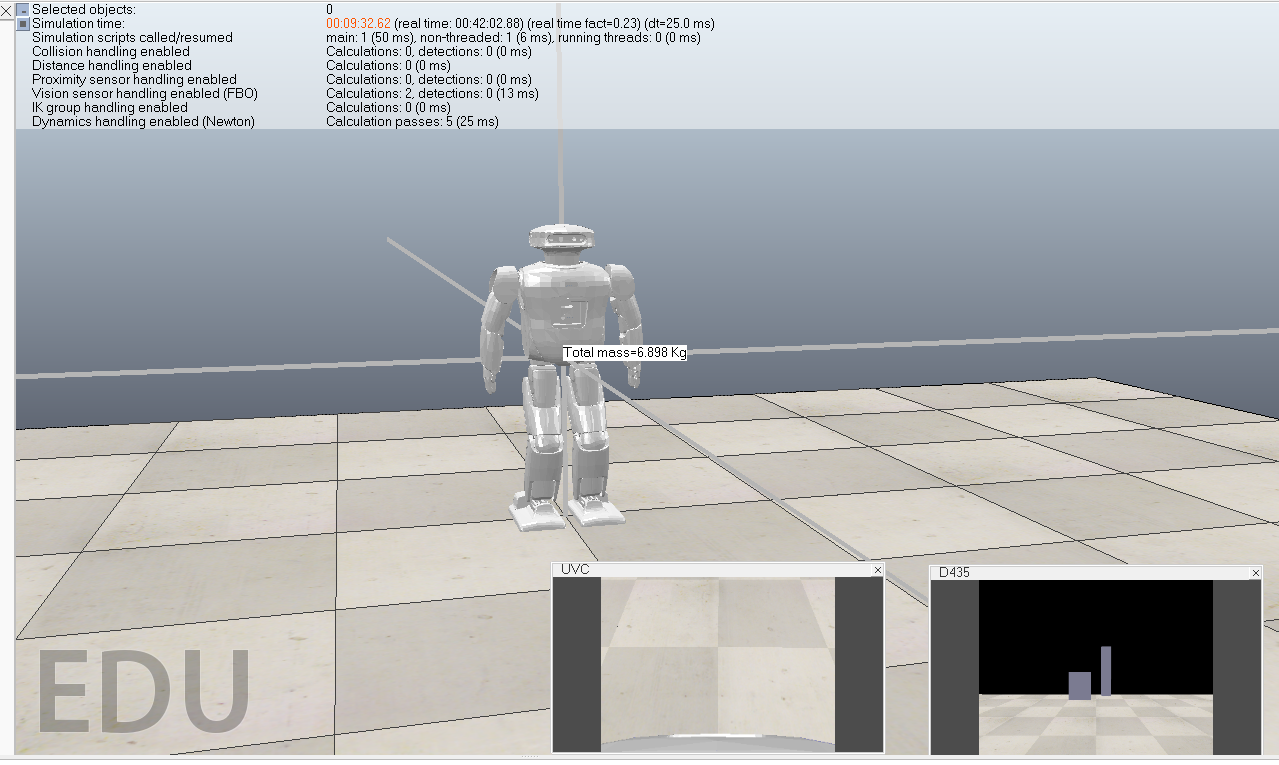 Selected objects: 0
Simulation time: 00:09:32.62 (real time: 00:42:02.88) (real time fact=0.23) (dt=25.0 ms)
Simulation scripts called/resumed main: 1 (50 ms). non-threaded: 1 (6 ms). running threads: 0 (0 ms)
Collision handling enabled Calculations: 0, detections: 0 (0 ms)
Distance handling enabled Calculations: 0 (0 ms)
Proximity sensor handling enabled Calculations: 0, detections: 0 (0 ms)
Vision sensor handling enabled (FBO) Calculations: 2, detections: 0 (13 ms)
IK group handling enabled Calculations: 0 (0 ms)
Dynamics handling enabled (Newton) Calculation passes: 5 (25 ms)
Total mass=6.898 Kg
UVC
D435
EDU